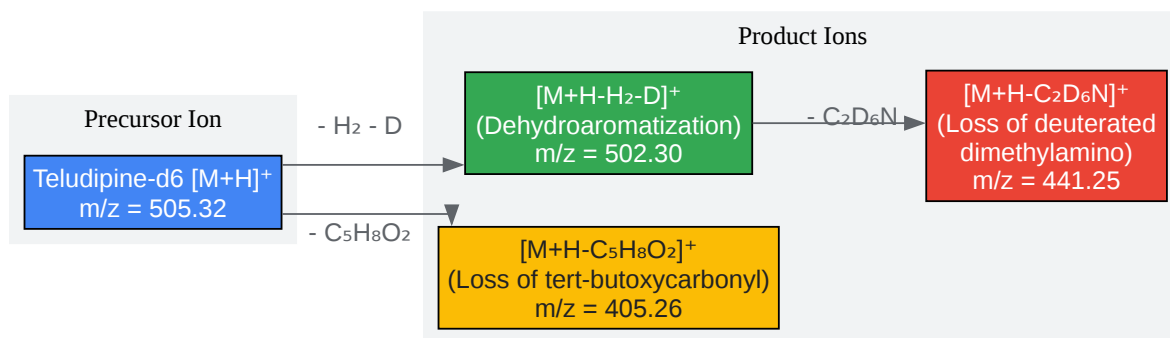 Product Ions
Precursor Ion
- H₂ - D
[M+H-H₂-D]⁺
(Dehydroaromatization)
m/z = 502.30
- C₂D₆N
[M+H-C₂D₆N]⁺
(Loss of deuterated
dimethylamino)
m/z = 441.25
Teludipine-d6 [M+H]⁺
m/z = 505.32
- C₅H₈O₂
[M+H-C₅H₈O₂]⁺
(Loss of tert-butoxycarbonyl)
m/z = 405.26